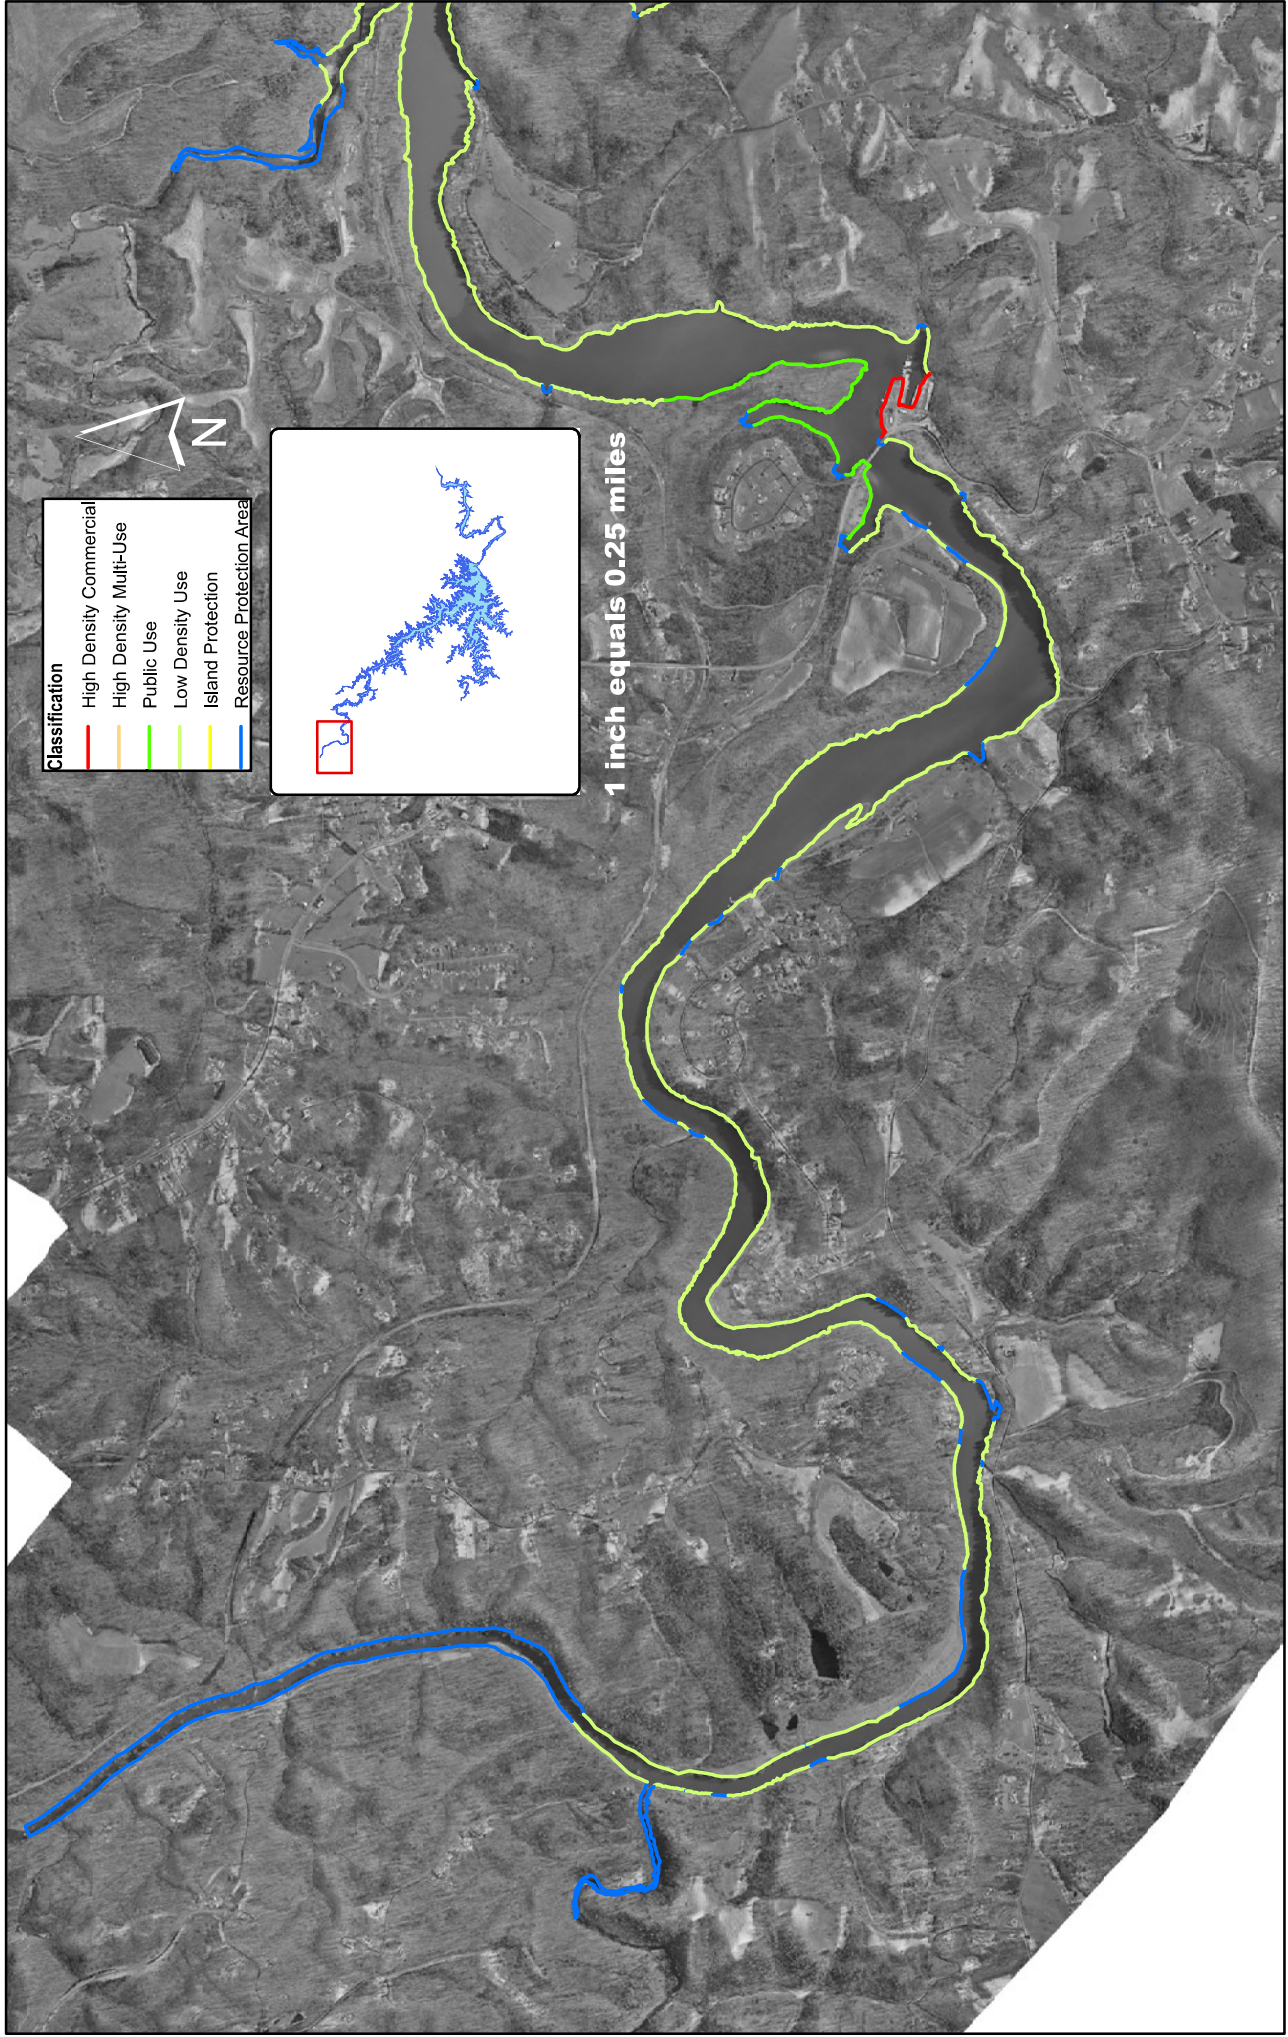 Classification
High Density Commercial
High Density Multi-Use
Public Use
Low Density Use
Island Protection
Resource Protection Area
N
1 inch equals 0.25 miles